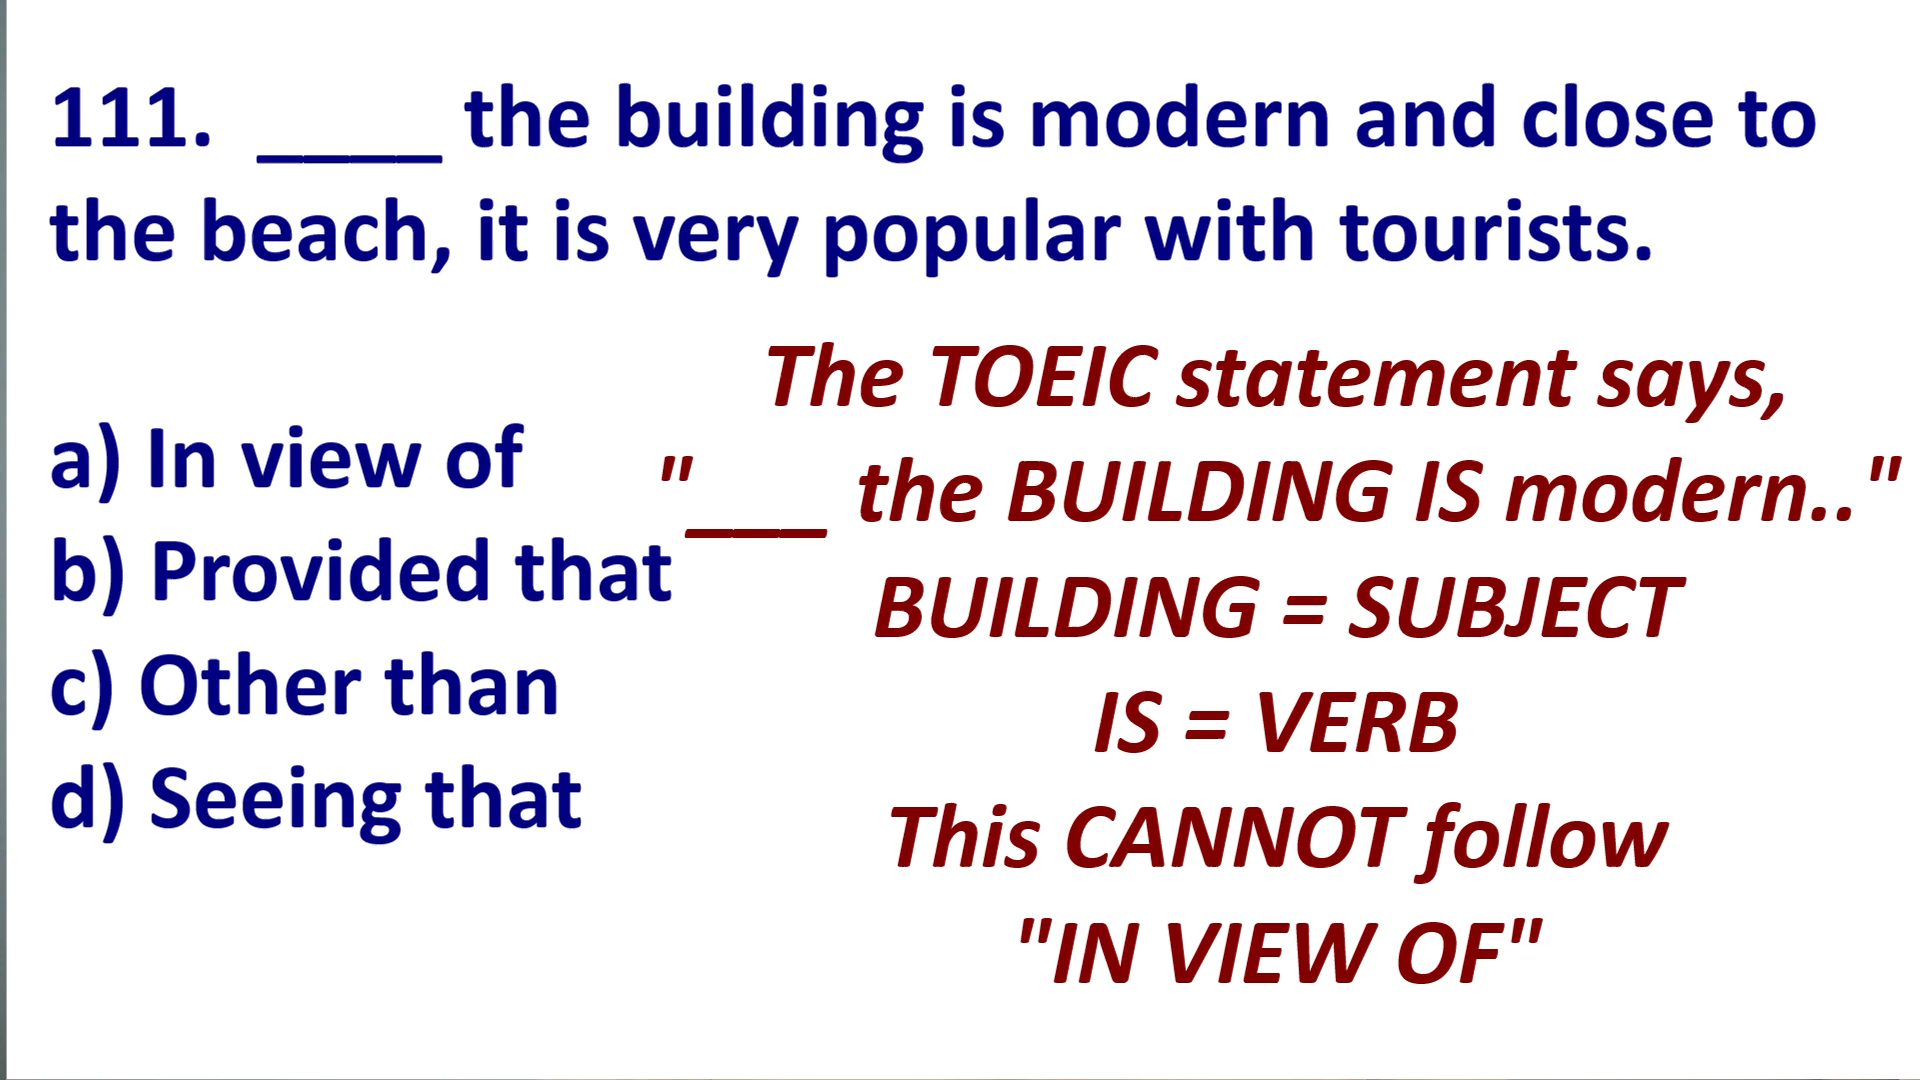 111. ____ the building is modern and close to
the beach, it is very popular with tourists.
a) In view of
b) Provided that
c) Other than
d) Seeing that
The TOEIC statement says,
"___ the BUILDING IS modern.."
BUILDING = SUBJECT
IS = VERB
This CANNOT follow
"IN VIEW OF"